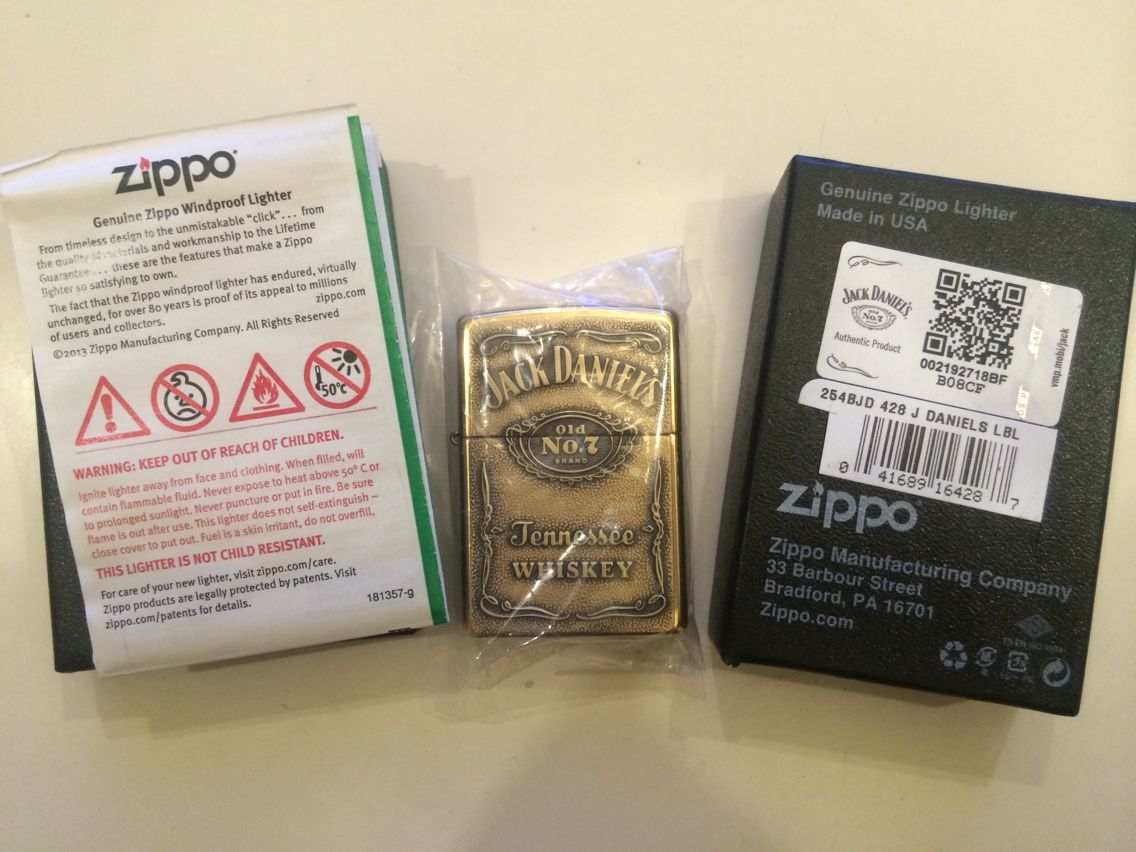 zippo
Genuine Zippo Windproof Lighter
From timeless design to the unmistakable “click”... from
the quality of materials and workmanship to the Lifetime
Guarantee... these are the features that make a Zippo
lighter so satisfying to own.
The fact that the Zippo windproof lighter has endured, virtually
unchanged, for over 80 years is proof of its appeal to millions
of users and collectors.
zippo.com
©2013 Zippo Manufacturing Company. All Rights Reserved
50°C
WARNING: KEEP OUT OF REACH OF CHILDREN.
Ignite lighter away from face and clothing. When filled, will
contain flammable fluid. Never expose to heat above 50° C or
to prolonged sunlight. Never puncture or put in fire. Be sure
flame is out after use. This lighter does not self-extinguish –
close cover to put out. Fuel is a skin irritant, do not overfill.
THIS LIGHTER IS NOT CHILD RESISTANT.
For care of your new lighter, visit zippo.com/care.
Zippo products are legally protected by patents. Visit
zippo.com/patents for details.
181357-g
JACK DANIEL'S
Old
No.7
BRAND
Tennessee
WHISKEY
Genuine Zippo Lighter
Made in USA
JACK DANIEL'S
Old
No.7
Authentic Product
002192718BF
B08CF
vmp.mobi/jack
254BJD 428 J DANIELS LBL
0 41689 16428 7
zippo
Zippo Manufacturing Company
33 Barbour Street
Bradford, PA 16701
Zippo.com